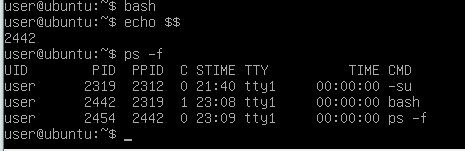 user@ubuntu:~$ bash
user@ubuntu:~$ echo $$
2442
user@ubuntu:~$ ps -f
UID        PID  PPID  C STIME TTY          TIME CMD
user      2319  2312  0 21:40 tty1     00:00:00 -su
user      2442  2319  1 23:08 tty1     00:00:00 bash
user      2454  2442  0 23:09 tty1     00:00:00 ps -f
user@ubuntu:~$ _